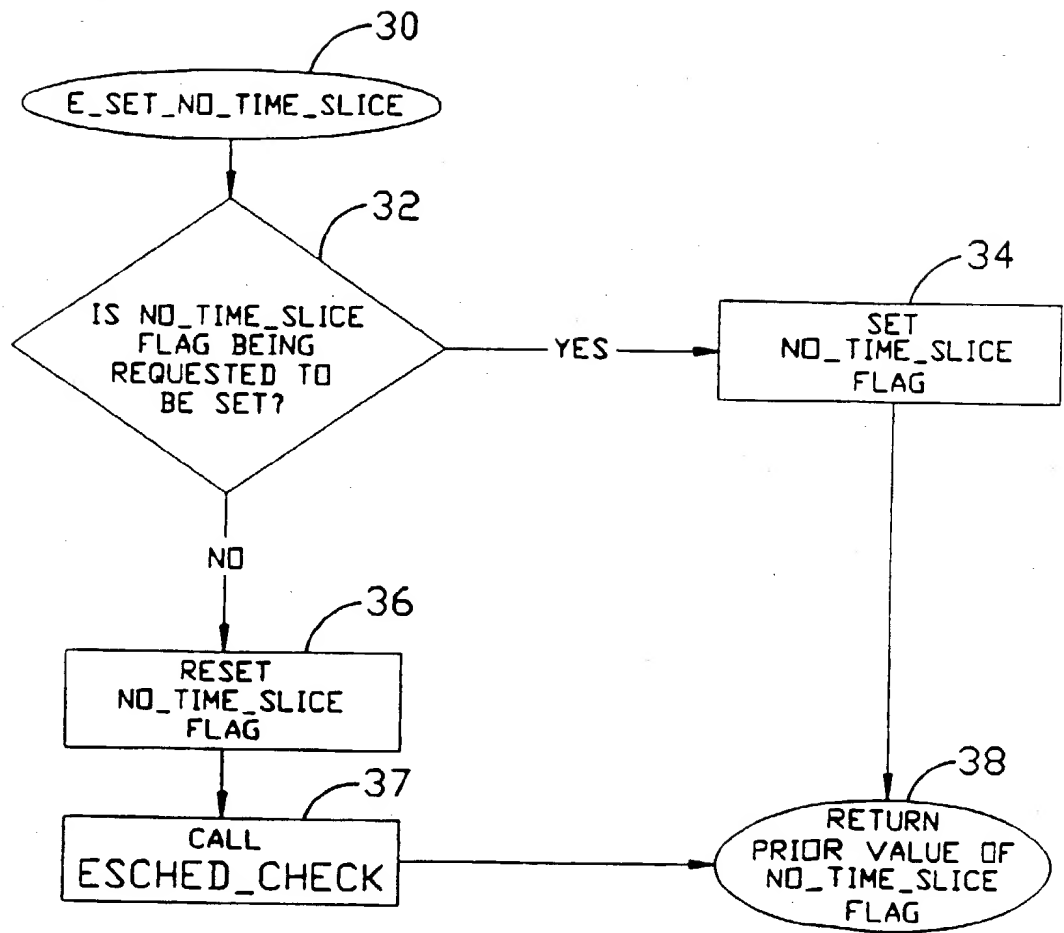 30
E_SET_NO_TIME_SLICE
32
IS NO_TIME_SLICE
FLAG BEING
REQUESTED TO
BE SET?
YES
34
SET
NO_TIME_SLICE
FLAG
NO
36
RESET
NO_TIME_SLICE
FLAG
37
CALL
ESCHED_CHECK
38
RETURN
PRIOR VALUE OF
NO_TIME_SLICE
FLAG